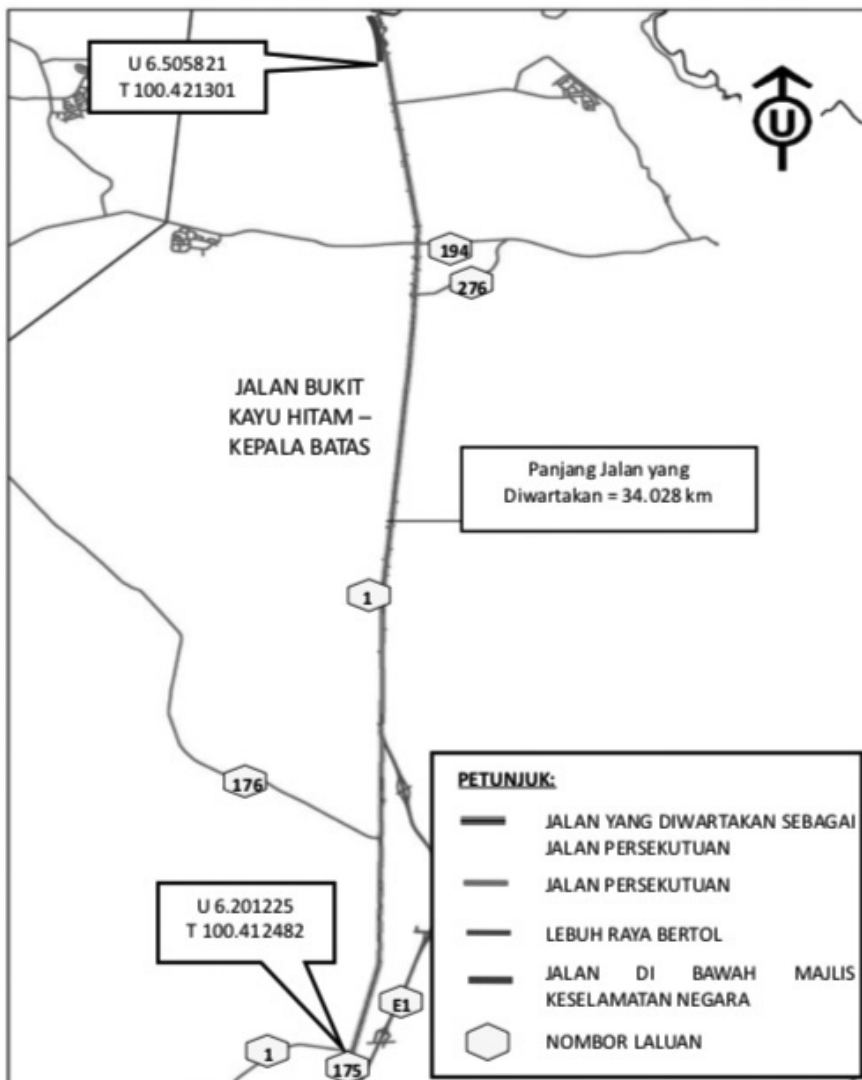 U 6.505821
T 100.421301
U
194
276
JALAN BUKIT
KAYU HITAM –
KEPALA BATAS
Panjang Jalan yang
Diwartakan = 34.028 km
1
176
PETUNJUK:
JALAN YANG DIWARTAKAN SEBAGAI
JALAN PERSEKUTUAN
JALAN PERSEKUTUAN
LEBUH RAYA BERTOL
JALAN DI BAWAH MAJLIS
KESELAMATAN NEGARA
NOMBOR LALUAN
U 6.201225
T 100.412482
E1
1
175